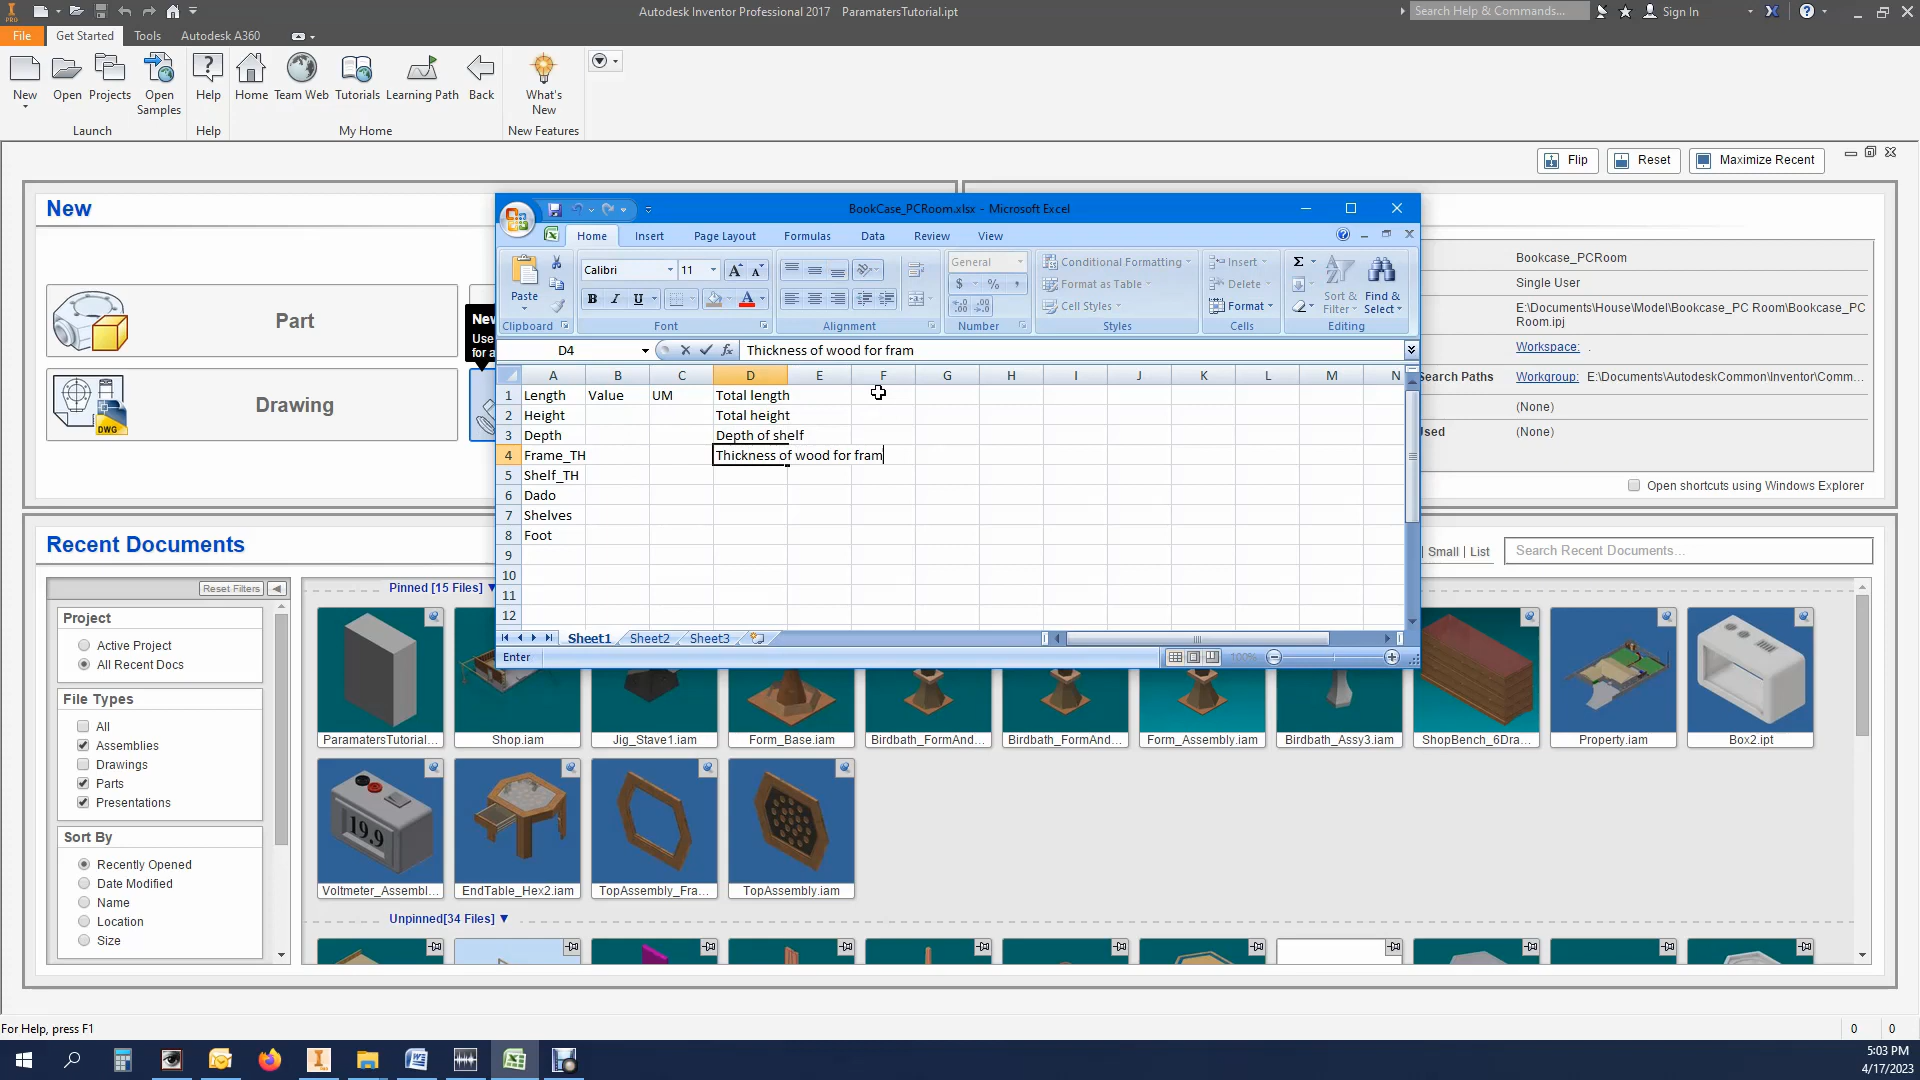 Autodesk Inventor Professional 2017 ParamatersTutorial.ipt
Search Help & Commands...
Sign In
File
Get Started
Tools
Autodesk A360
New
Open
Projects
Open Samples
Help
Home
Team Web
Tutorials
Learning Path
Back
What's New
Launch
Help
My Home
New Features
Flip
Reset
Maximize Recent
New
Part
Drawing
DWG
New
Use
for a
Bookcase_PCRoom
Single User
E:\Documents\House\Model\Bookcase_PC Room\Bookcase_PC
Room.ipj
Workspace: .
earch Paths
Workgroup: E:\Documents\AutodeskCommon\Inventor\Comm...
(None)
sed (None)
Open shortcuts using Windows Explorer
BookCase_PCRoom.xlsx - Microsoft Excel
Home
Insert
Page Layout
Formulas
Data
Review
View
Paste
Calibri
11
General
Conditional Formatting
Format as Table
Cell Styles
Insert
Delete
Format
Sort & Filter
Find & Select
Clipboard
Font
Alignment
Number
Styles
Cells
Editing
D4
Thickness of wood for fram
A B C D E F G H I J K L M N
1 Length Value UM Total length
2 Height Total height
3 Depth Depth of shelf
4 Frame_TH Thickness of wood for fram
5 Shelf_TH
6 Dado
7 Shelves
8 Foot
9
10
11
12
Sheet1
Sheet2
Sheet3
Enter
100%
Recent Documents
Small | List
Search Recent Documents...
Reset Filters
Project
Active Project
All Recent Docs
File Types
All
Assemblies
Drawings
Parts
Presentations
Sort By
Recently Opened
Date Modified
Name
Location
Size
Pinned [15 Files]
ParamatersTutorial...
Shop.iam
Jig_Stave1.iam
Form_Base.iam
Birdbath_FormAnd...
Birdbath_FormAnd...
Form_Assembly.iam
Birdbath_Assy3.iam
ShopBench_6Dra...
Property.iam
Box2.ipt
19.9
Voltmeter_Assembl...
EndTable_Hex2.iam
TopAssembly_Fra...
TopAssembly.iam
Unpinned[34 Files]
For Help, press F1
0 0
5:03 PM
4/17/2023